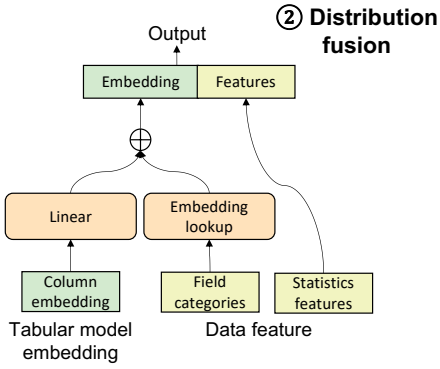 ② Distribution
fusion
Output
Embedding
Features
Linear
Embedding
lookup
Column
embedding
Field
categories
Statistics
features
Tabular model
embedding
Data feature